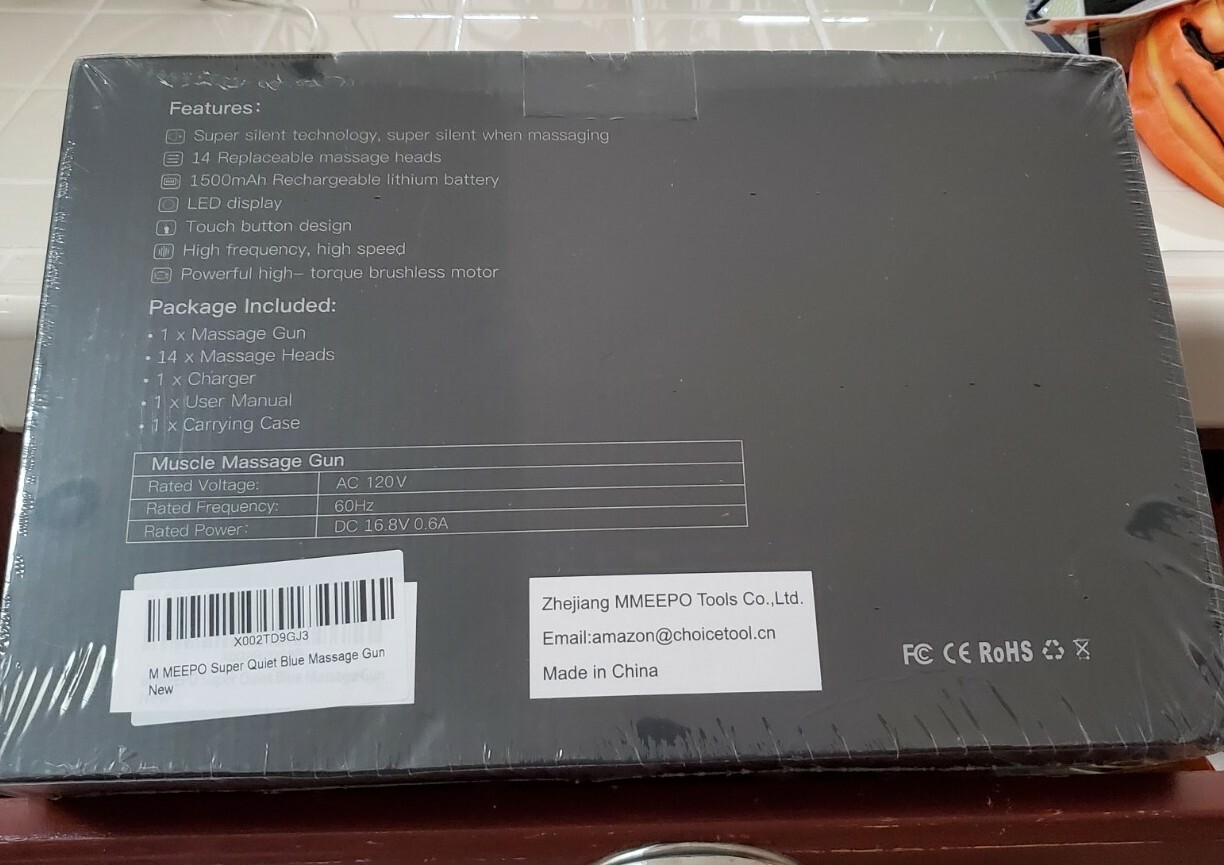 Features:
Super silent technology, super silent when massaging
14 Replaceable massage heads
1500mAh Rechargeable lithium battery
LED display
Touch button design
High frequency, high speed
Powerful high- torque brushless motor
Package Included:
• 1 x Massage Gun
• 14 x Massage Heads
• 1 x Charger
• 1 x User Manual
• 1 x Carrying Case
Muscle Massage Gun
Rated Voltage: AC 120V
Rated Frequency: 60Hz
Rated Power: DC 16.8V 0.6A
X002TD9GJ3
M MEEPO Super Quiet Blue Massage Gun
New
Zhejiang MMEEPO Tools Co.,Ltd.
Email:amazon@choicetool.cn
Made in China
FC CE RoHS